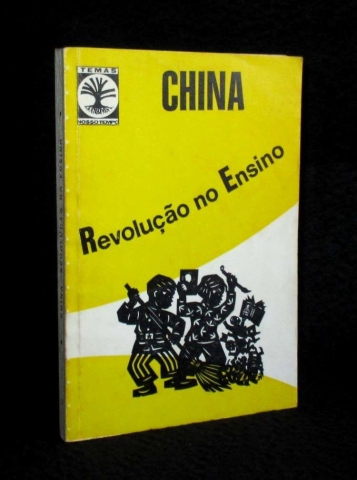 TEMAS
NOSSO TEMPO
CHINA
Revolução no Ensino